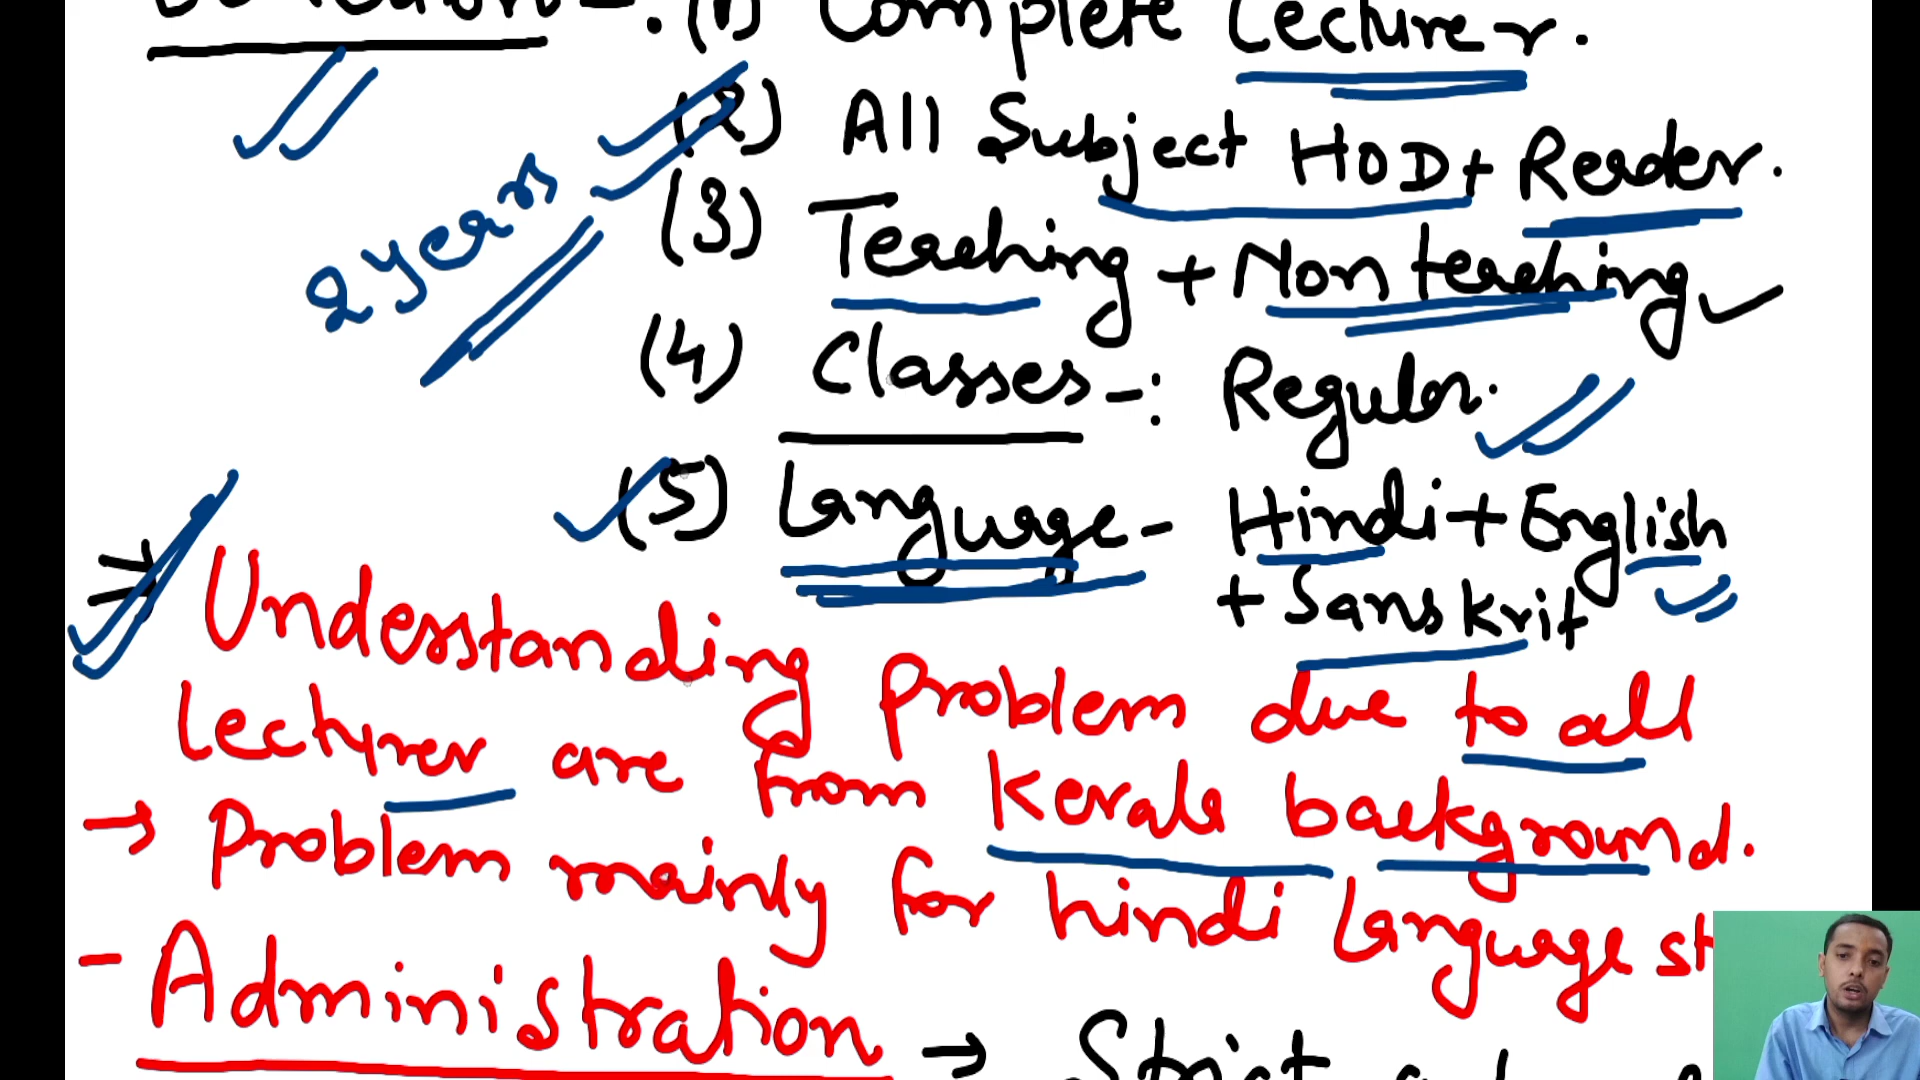 (1) Complete Lecturer.
(2) All Subject HOD + Reader.
2 years
(3) Teaching + Non teaching
(4) Classes -: Regular.
(5) Language - Hindi + English
+ Sanskrit
⇒ Understanding problem due to all
Lecturer are from Kerala background.
→ Problem mainly for hindi language st
- Administration → Strict